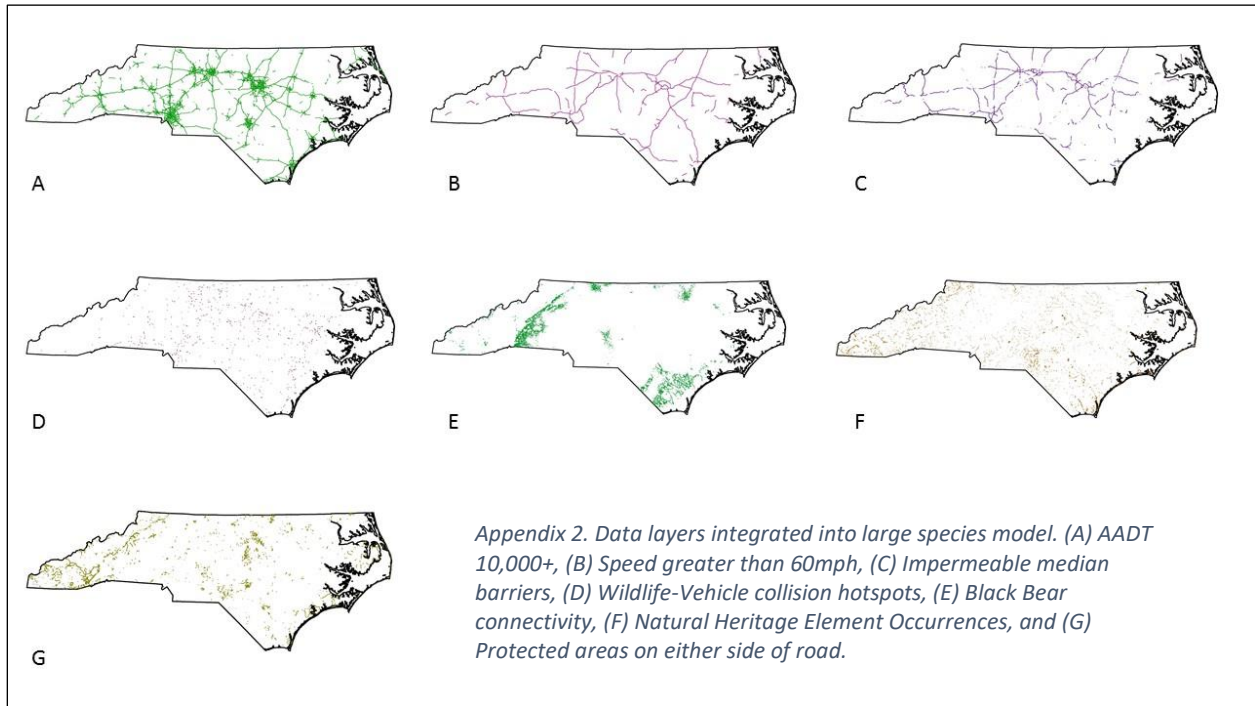 A
B
C
D
E
F
G
Appendix 2. Data layers integrated into large species model. (A) AADT
10,000+, (B) Speed greater than 60mph, (C) Impermeable median
barriers, (D) Wildlife-Vehicle collision hotspots, (E) Black Bear
connectivity, (F) Natural Heritage Element Occurrences, and (G)
Protected areas on either side of road.